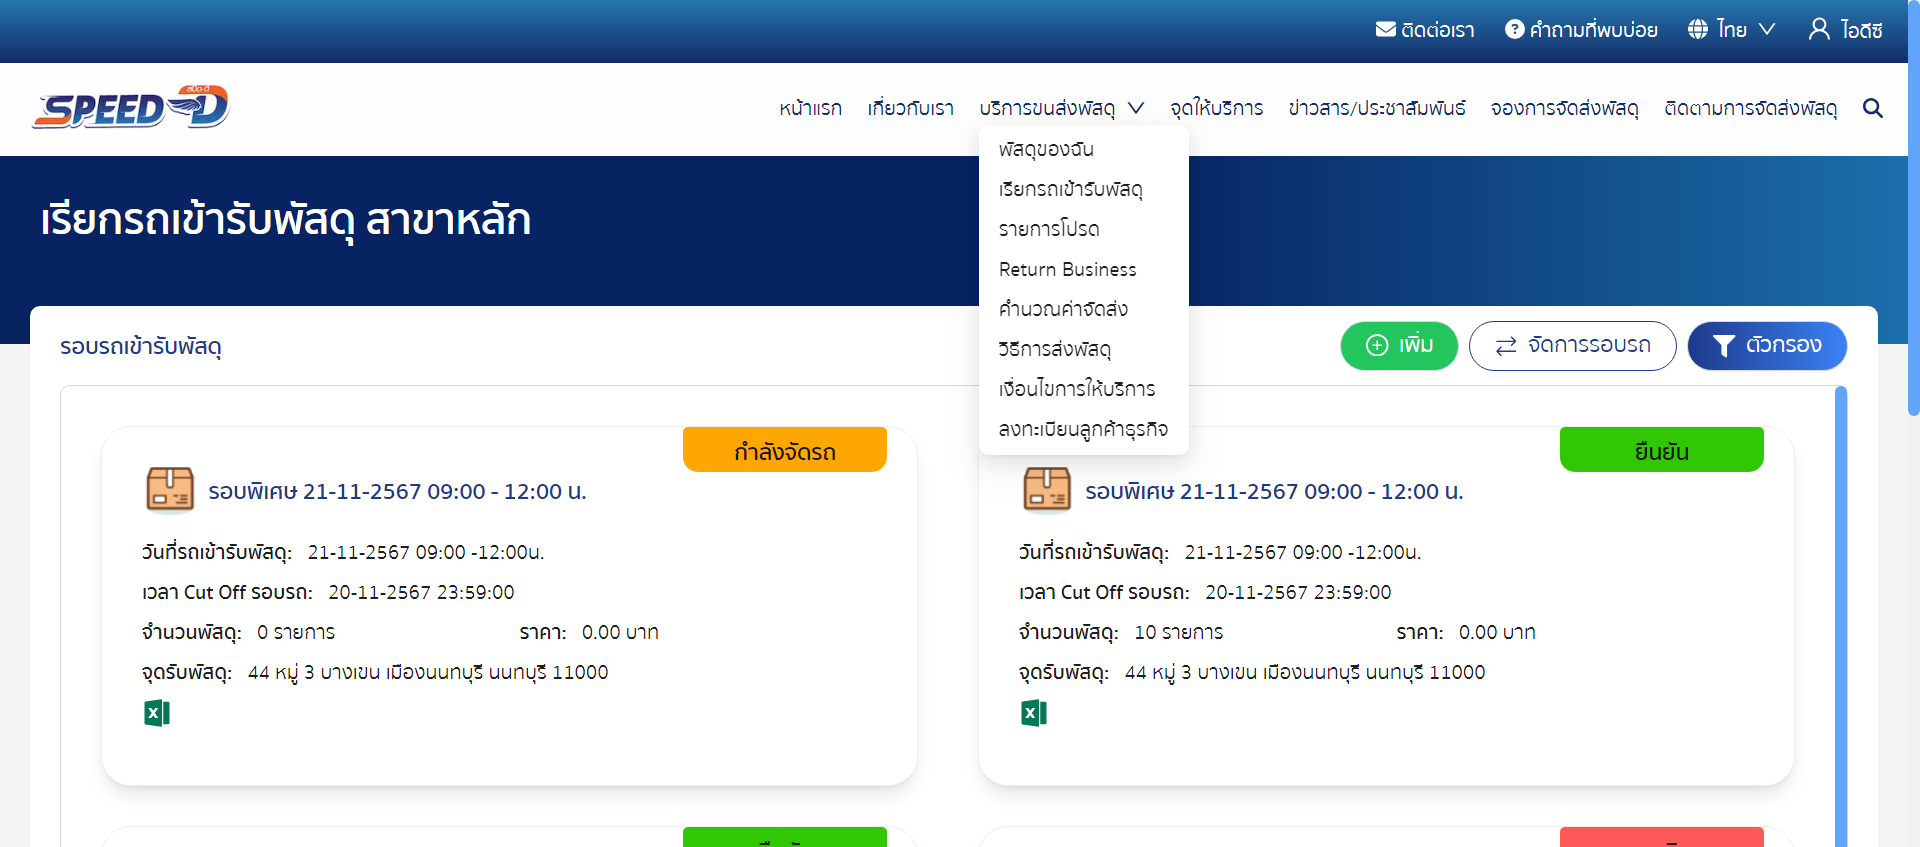 ติดต่อเรา คำถามที่พบบ่อย ไทย ไอดีซี
สปีด-ดี
SPEED-D
หน้าแรก เกี่ยวกับเรา บริการขนส่งพัสดุ จุดให้บริการ ข่าวสาร/ประชาสัมพันธ์ จองการจัดส่งพัสดุ ติดตามการจัดส่งพัสดุ
พัสดุของฉัน
เรียกรถเข้ารับพัสดุ
รายการโปรด
Return Business
คำนวณค่าจัดส่ง
วิธีการส่งพัสดุ
เงื่อนไขการให้บริการ
ลงทะเบียนลูกค้าธุรกิจ
เรียกรถเข้ารับพัสดุ สาขาหลัก
รอบรถเข้ารับพัสดุ
เพิ่ม จัดการรอบรถ ตัวกรอง
กำลังจัดรถ
รอบพิเศษ 21-11-2567 09:00 - 12:00 น.
วันที่รถเข้ารับพัสดุ: 21-11-2567 09:00 -12:00น.
เวลา Cut Off รอบรถ: 20-11-2567 23:59:00
จำนวนพัสดุ: 0 รายการ ราคา: 0.00 บาท
จุดรับพัสดุ: 44 หมู่ 3 บางเขน เมืองนนทบุรี นนทบุรี 11000
ยืนยัน
รอบพิเศษ 21-11-2567 09:00 - 12:00 น.
วันที่รถเข้ารับพัสดุ: 21-11-2567 09:00 -12:00น.
เวลา Cut Off รอบรถ: 20-11-2567 23:59:00
จำนวนพัสดุ: 10 รายการ ราคา: 0.00 บาท
จุดรับพัสดุ: 44 หมู่ 3 บางเขน เมืองนนทบุรี นนทบุรี 11000